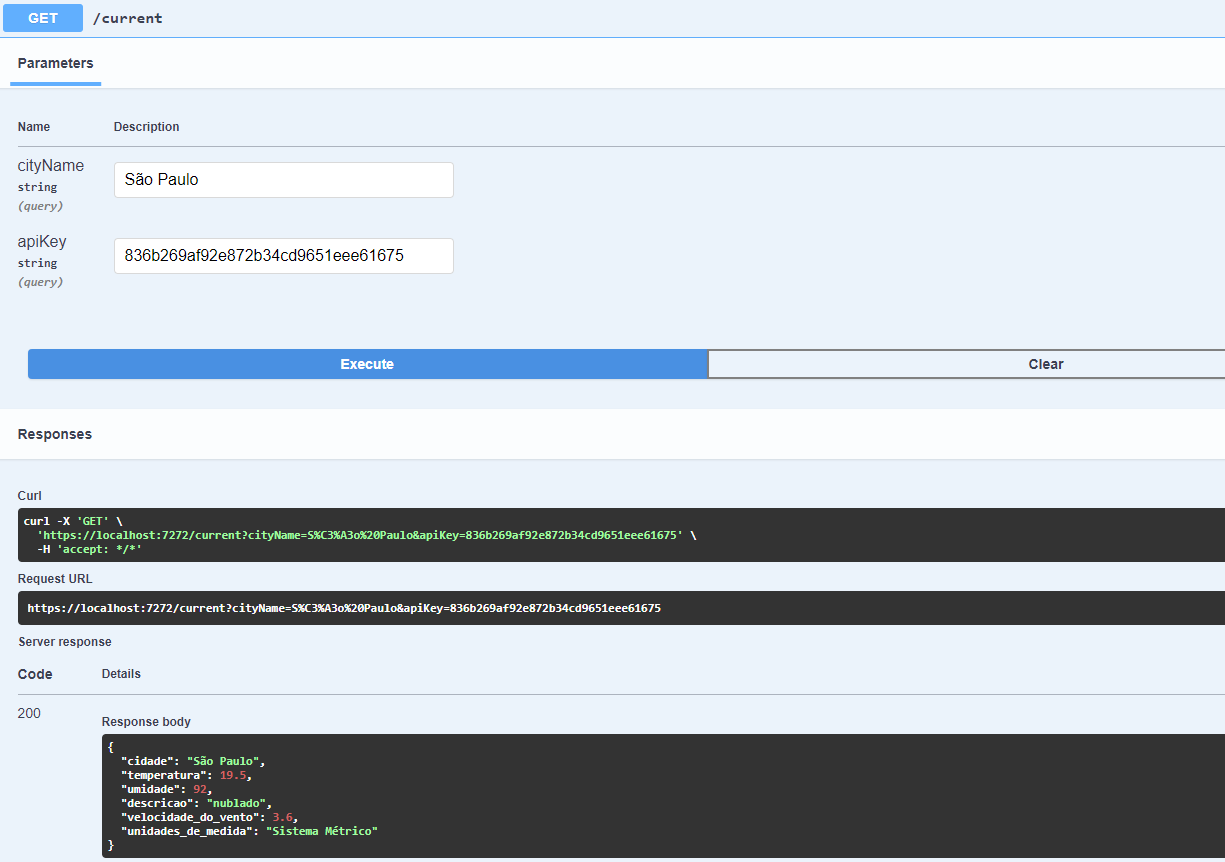 GET /current
Parameters
Name Description
cityName
string
(query)
São Paulo
apiKey
string
(query)
836b269af92e872b34cd9651eee61675
Execute Clear
Responses
Curl
curl -X 'GET' \
'https://localhost:7272/current?cityName=S%C3%A3o%20Paulo&apiKey=836b269af92e872b34cd9651eee61675' \
-H 'accept: */*'
Request URL
https://localhost:7272/current?cityName=S%C3%A3o%20Paulo&apiKey=836b269af92e872b34cd9651eee61675
Server response
Code Details
200
Response body
{
"cidade": "São Paulo",
"temperatura": 19.5,
"umidade": 92,
"descricao": "nublado",
"velocidade_do_vento": 3.6,
"unidades_de_medida": "Sistema Métrico"
}